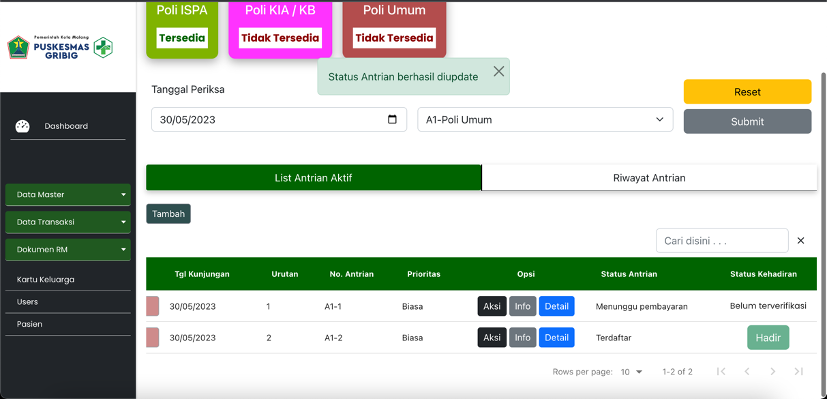 Poli ISPA
Tersedia
Poli KIA / KB
Tidak Tersedia
Poli Umum
Tidak Tersedia
Pemerintah Kota Malang
PUSKESMAS
GRIBIG
Status Antrian berhasil diupdate
Tanggal Periksa
30/05/2023
A1-Poli Umum
Reset
Submit
Dashboard
Data Master
Data Transaksi
Dokumen RM
Kartu Keluarga
Users
Pasien
List Antrian Aktif
Riwayat Antrian
Tambah
Cari disini . . .
Tgl Kunjungan Urutan No. Antrian Prioritas Opsi Status Antrian Status Kehadiran
30/05/2023 1 A1-1 Biasa Aksi Info Detail Menunggu pembayaran Belum terverifikasi
30/05/2023 2 A1-2 Biasa Aksi Info Detail Terdaftar Hadir
Rows per page: 10 1-2 of 2